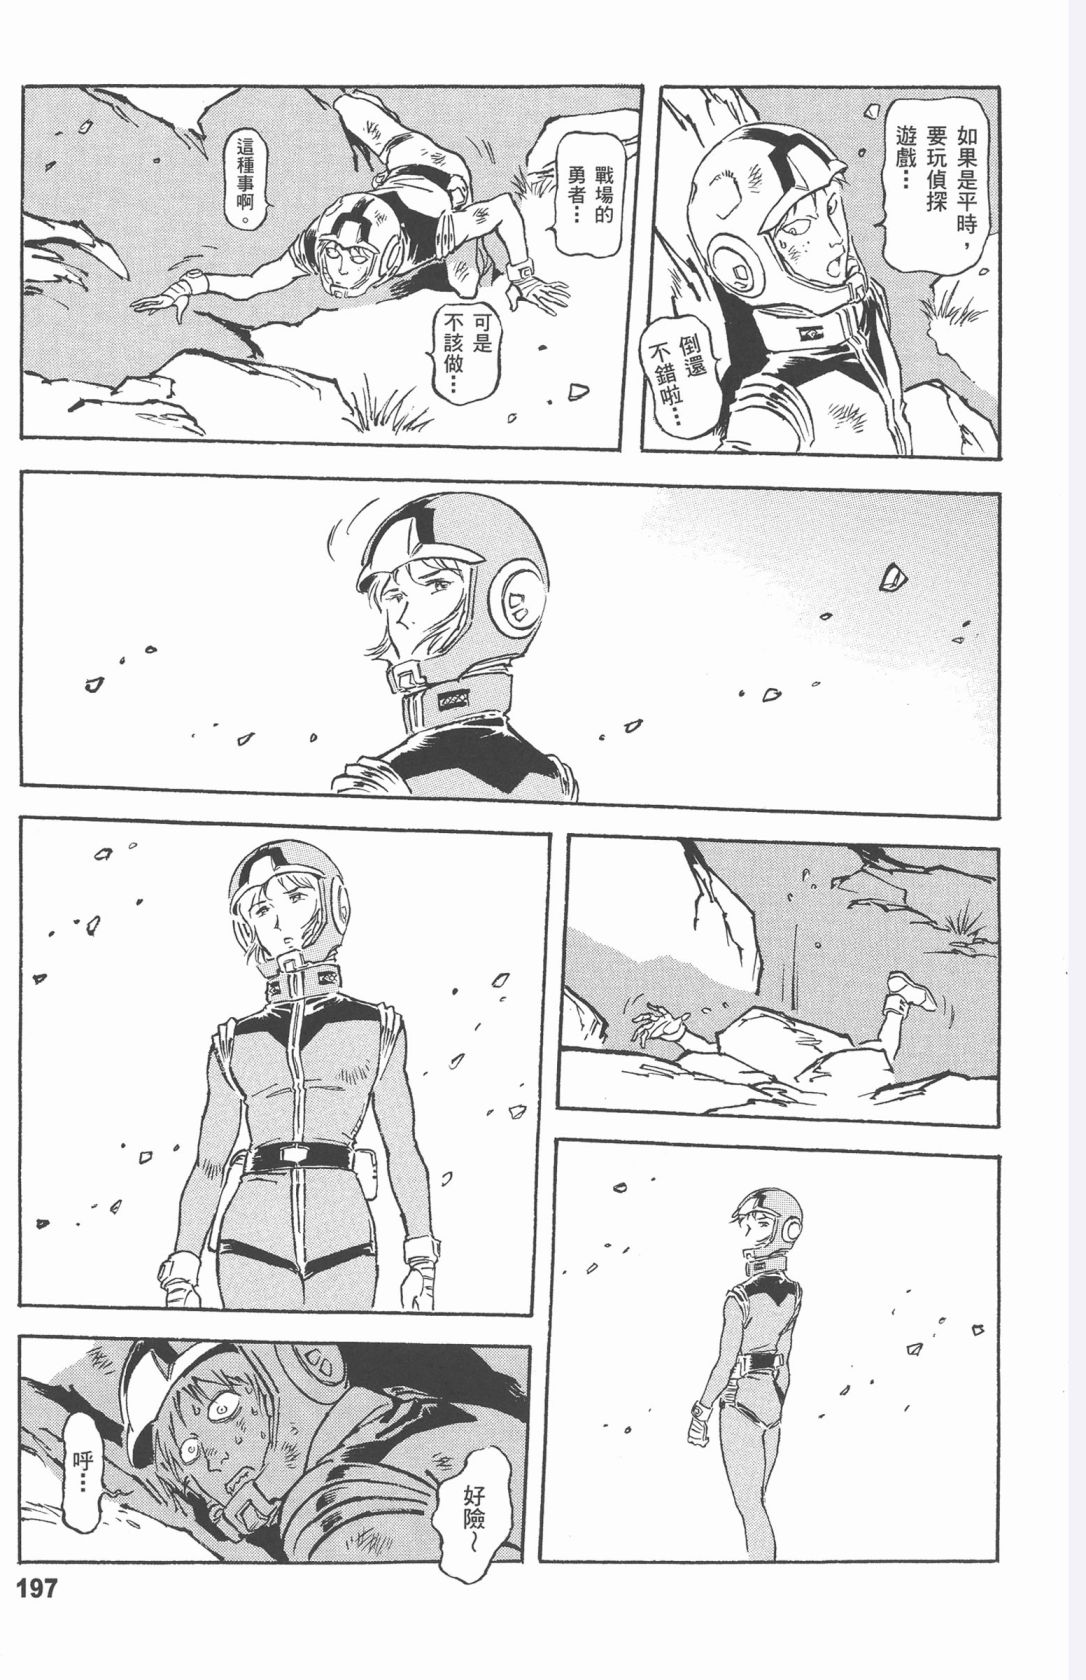 如果是平時，
要玩偵探
遊戲…
倒還
不錯啦…
戰場的
勇者…
可是
不該做…
這種事啊。
好險~
呼…
197